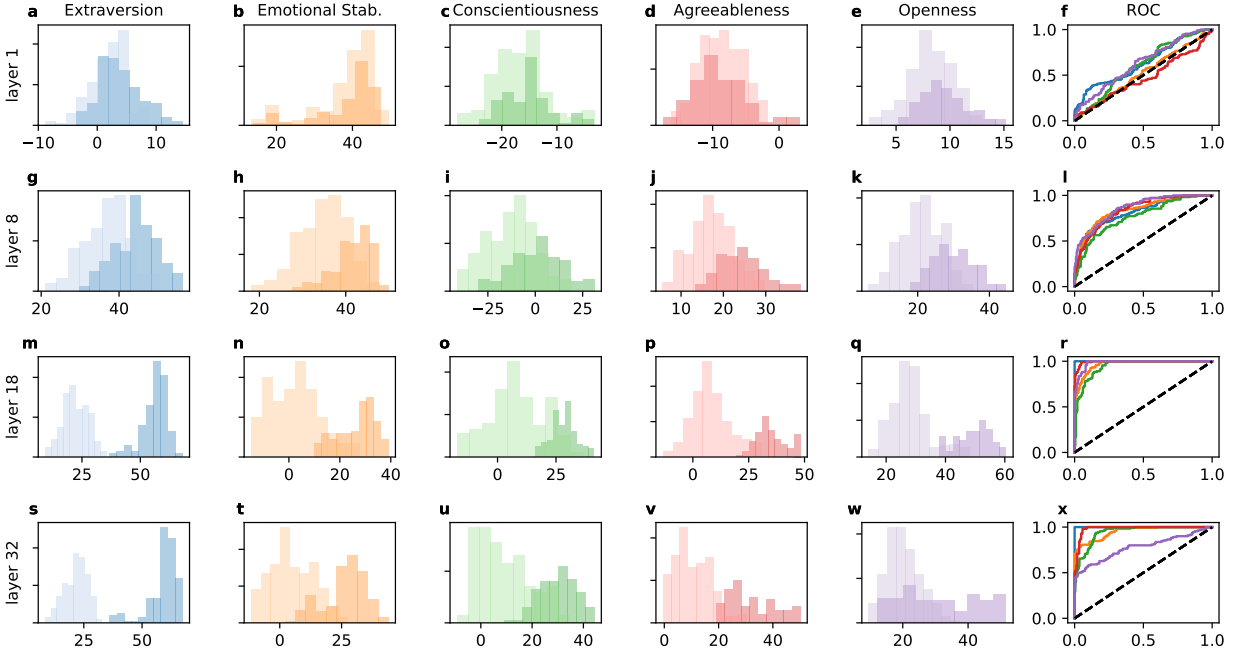 a Extraversion b Emotional Stab. c Conscientiousness d Agreeableness e Openness f ROC
layer 1
1.0
0.5
0.0
−10 0 10 20 40 −20 −10 −10 0 5 10 15 0.0 0.5 1.0
g h i j k l
layer 8
1.0
0.5
0.0
20 40 20 30 40 50 −25 0 25 10 20 30 20 40 0.0 0.5 1.0
m n o p q r
layer 18
1.0
0.5
0.0
25 50 0 20 40 0 25 0 25 50 20 40 60 0.0 0.5 1.0
s t u v w x
layer 32
1.0
0.5
0.0
25 50 0 25 0 20 40 0 20 40 20 40 0.0 0.5 1.0